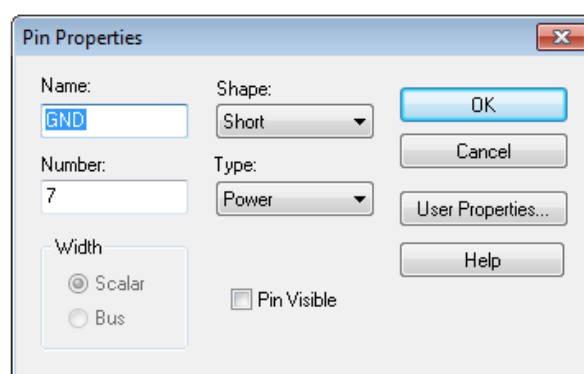 Pin Properties
Name:
GND
Shape:
Short
OK
Cancel
Number:
7
Type:
Power
User Properties...
Width
Scalar
Bus
Pin Visible
Help